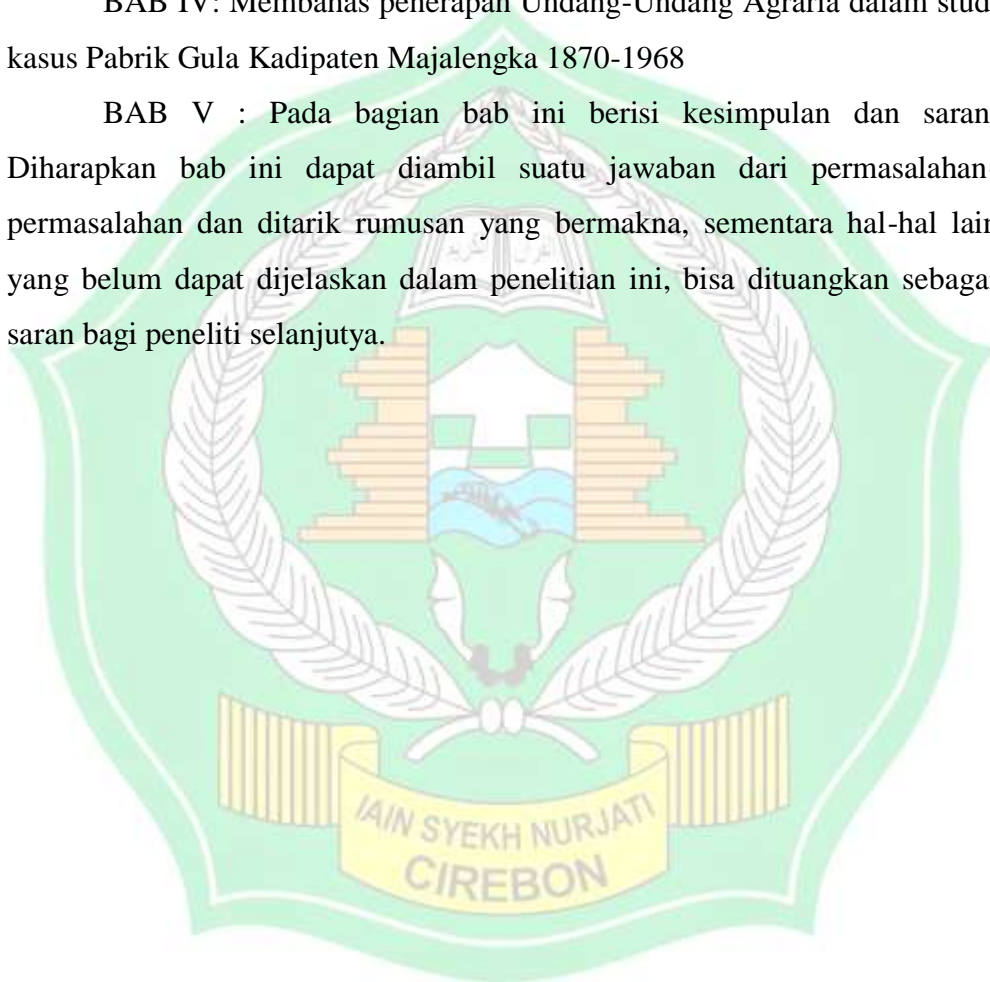 BAB IV: Membahas penerapan Undang-Undang Agraria dalam stud
kasus Pabrik Gula Kadipaten Majalengka 1870-1968
BAB V : Pada bagian bab ini berisi kesimpulan dan saran
Diharapkan bab ini dapat diambil suatu jawaban dari permasalahan-
permasalahan dan ditarik rumusan yang bermakna, sementara hal-hal lain
yang belum dapat dijelaskan dalam penelitian ini, bisa dituangkan sebaga
saran bagi peneliti selanjutya.
IAIN SYEKH NURJATI
CIREBON